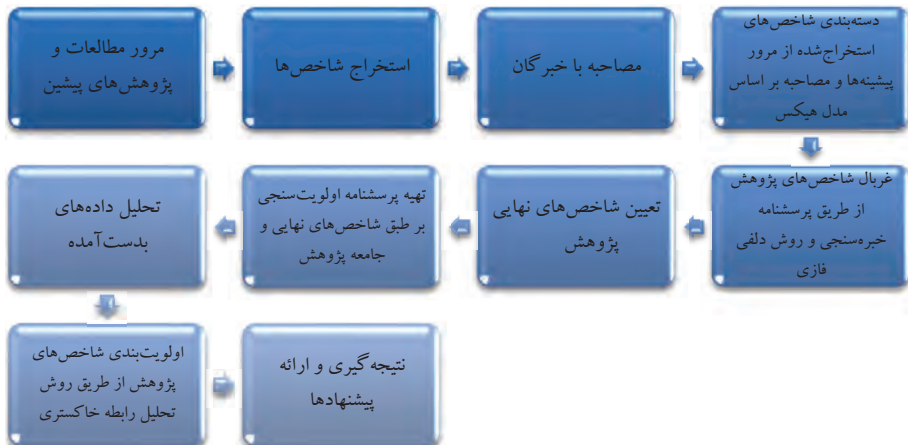 مرور مطالعات و
پژوهش‌های پیشین
استخراج شاخص‌ها
مصاحبه با خبرگان
دسته‌بندی شاخص‌های
استخراج‌شده از مرور
پیشینه‌ها و مصاحبه بر اساس
مدل هیکس
غربال شاخص‌های پژوهش
از طریق پرسشنامه
خبره‌سنجی و روش دلفی
فازی
تعیین شاخص‌های نهایی
پژوهش
تهیه پرسشنامه اولویت‌سنجی
بر طبق شاخص‌های نهایی و
جامعه پژوهش
تحلیل داده‌های
بدست‌آمده
اولویت‌بندی شاخص‌های
پژوهش از طریق روش
تحلیل رابطه خاکستری
نتیجه‌گیری و ارائه
پیشنهادها